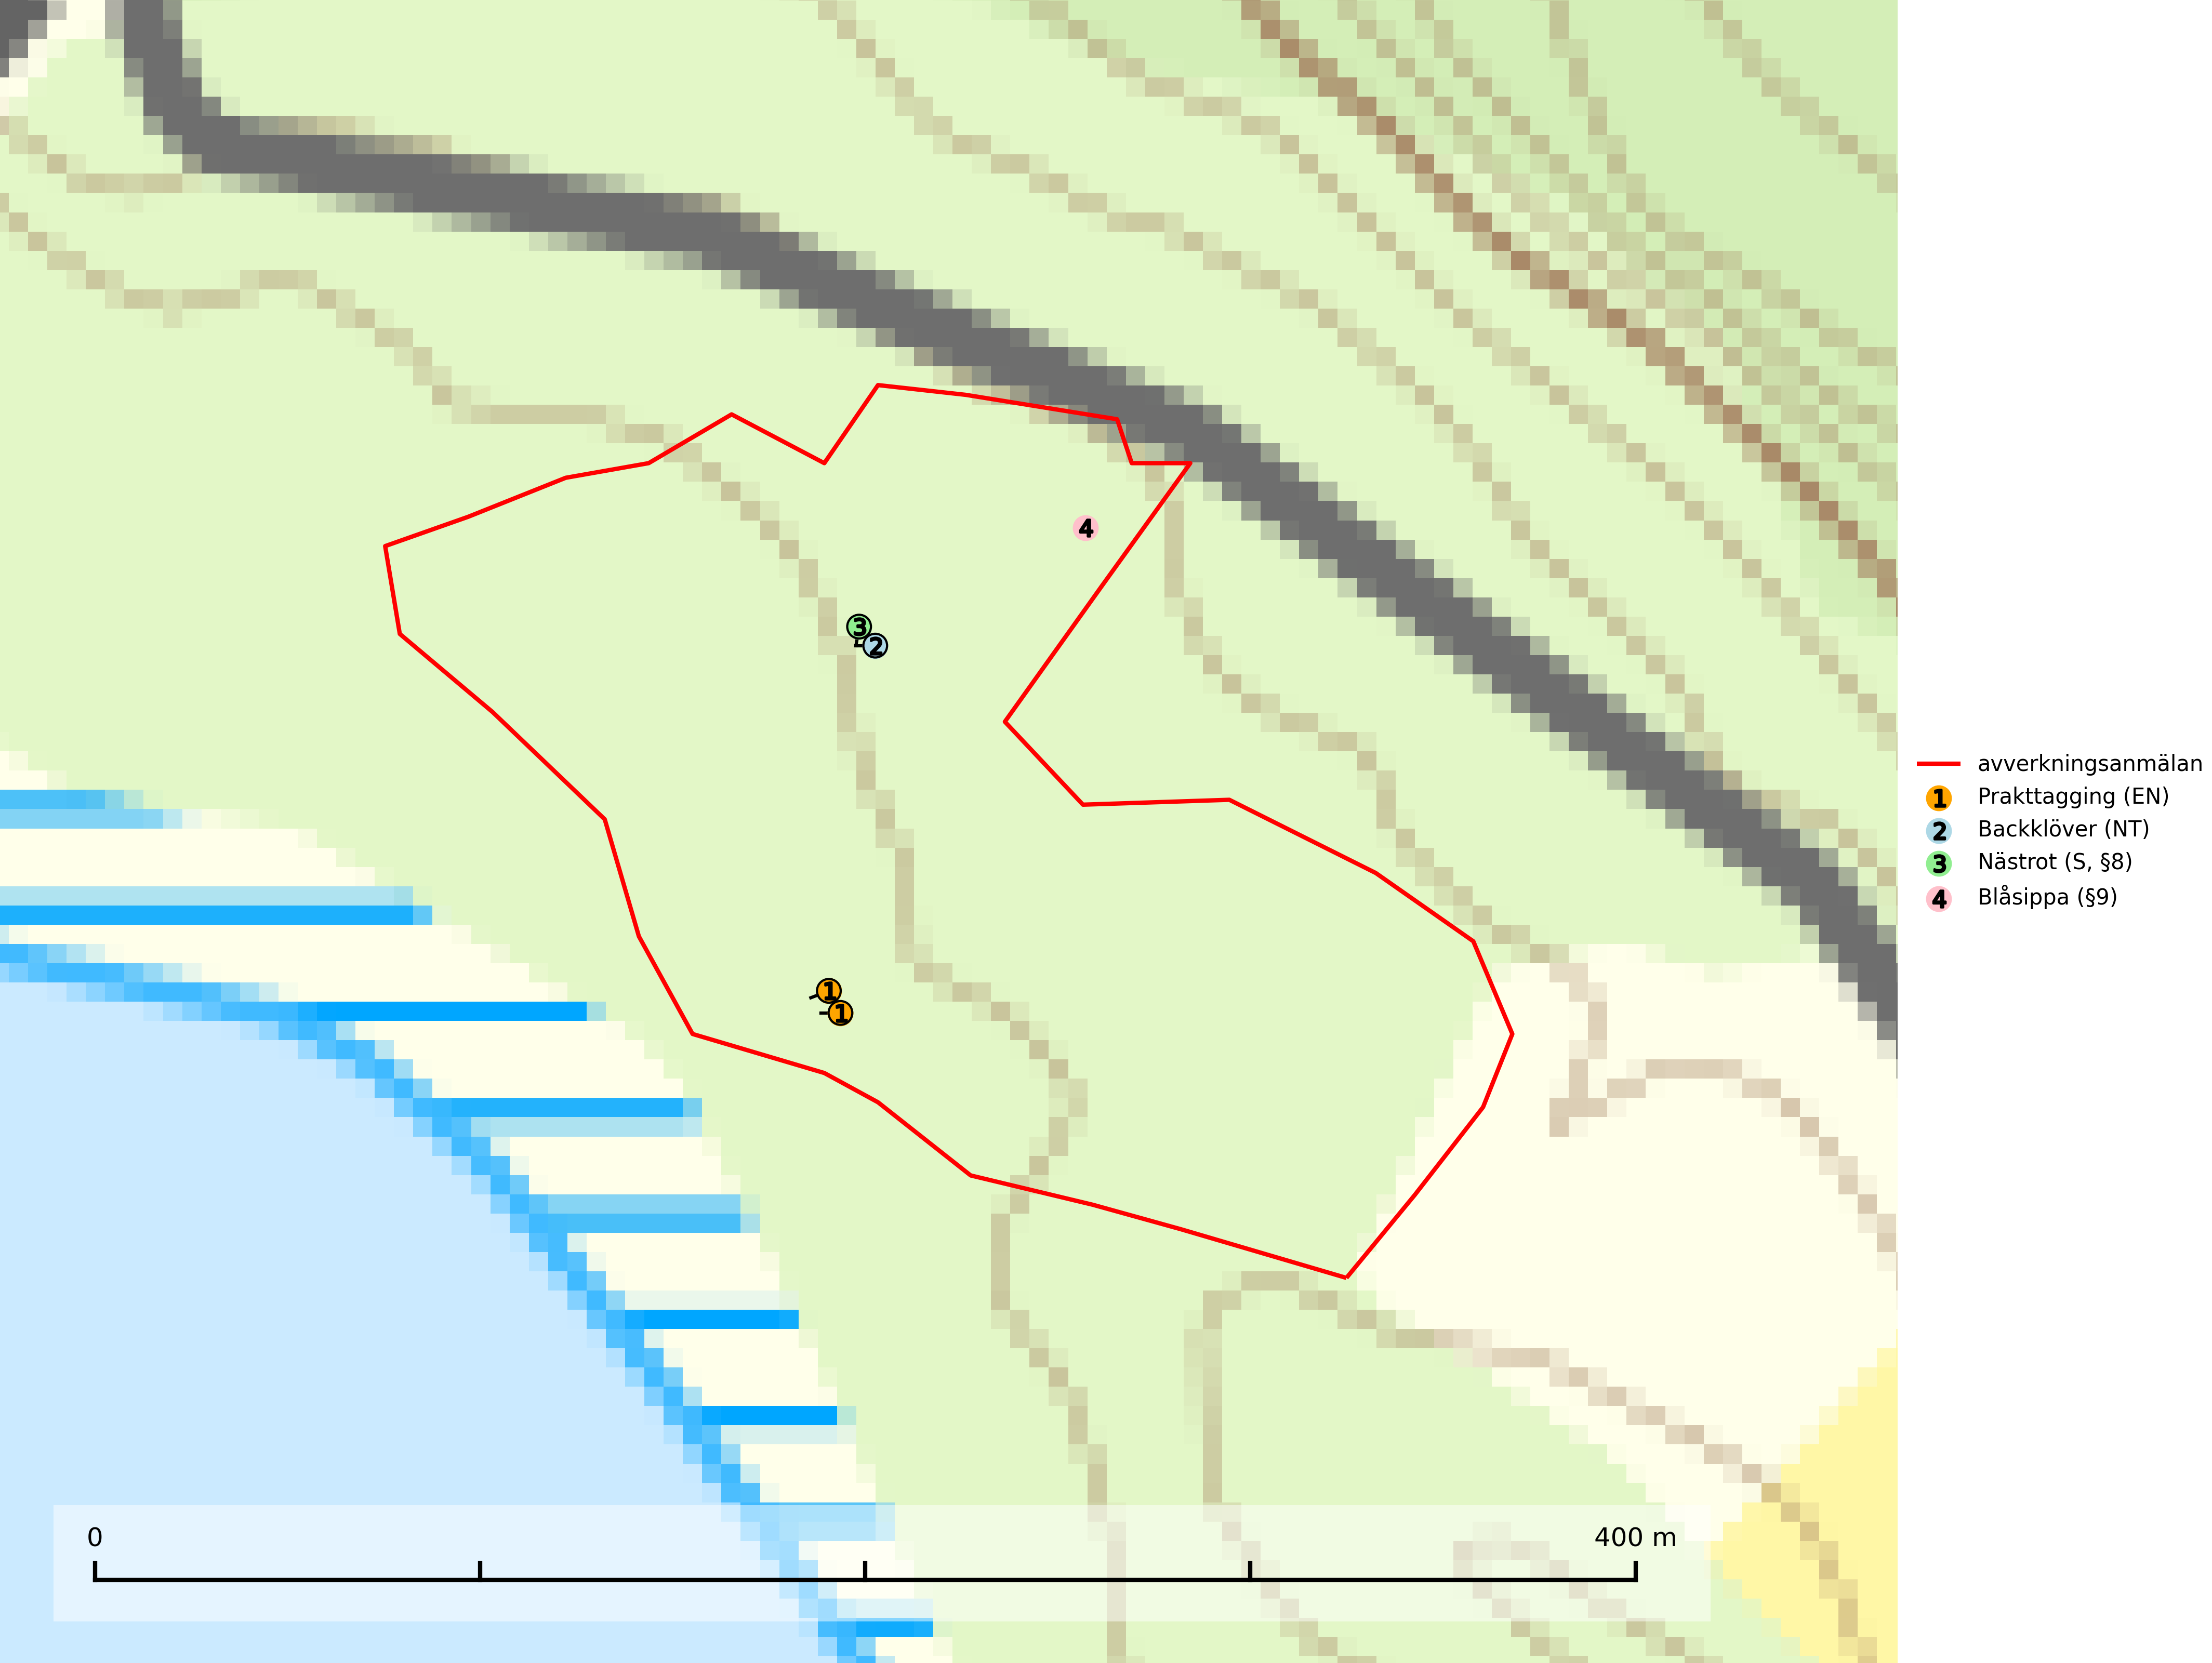 4
3
2
1
1
avverkningsanmälan
1 Prakttagging (EN)
2 Backklöver (NT)
3 Nästrot (S, §8)
4 Blåsippa (§9)
0 400 m